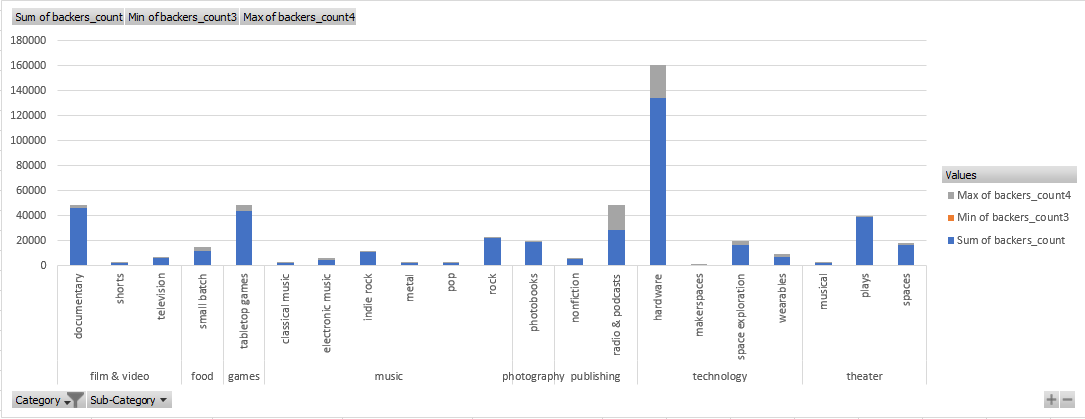 Sum of backers_count Min of backers_count3 Max of backers_count4
180000
160000
140000
120000
100000
80000
60000
40000
20000
0
documentary
shorts
television
small batch
tabletop games
classical music
electronic music
indie rock
metal
pop
rock
photobooks
nonfiction
radio & podcasts
hardware
makerspaces
space exploration
wearables
musical
plays
spaces
film & video food games music photography publishing technology theater
Values
Max of backers_count4
Min of backers_count3
Sum of backers_count
Category Sub-Category